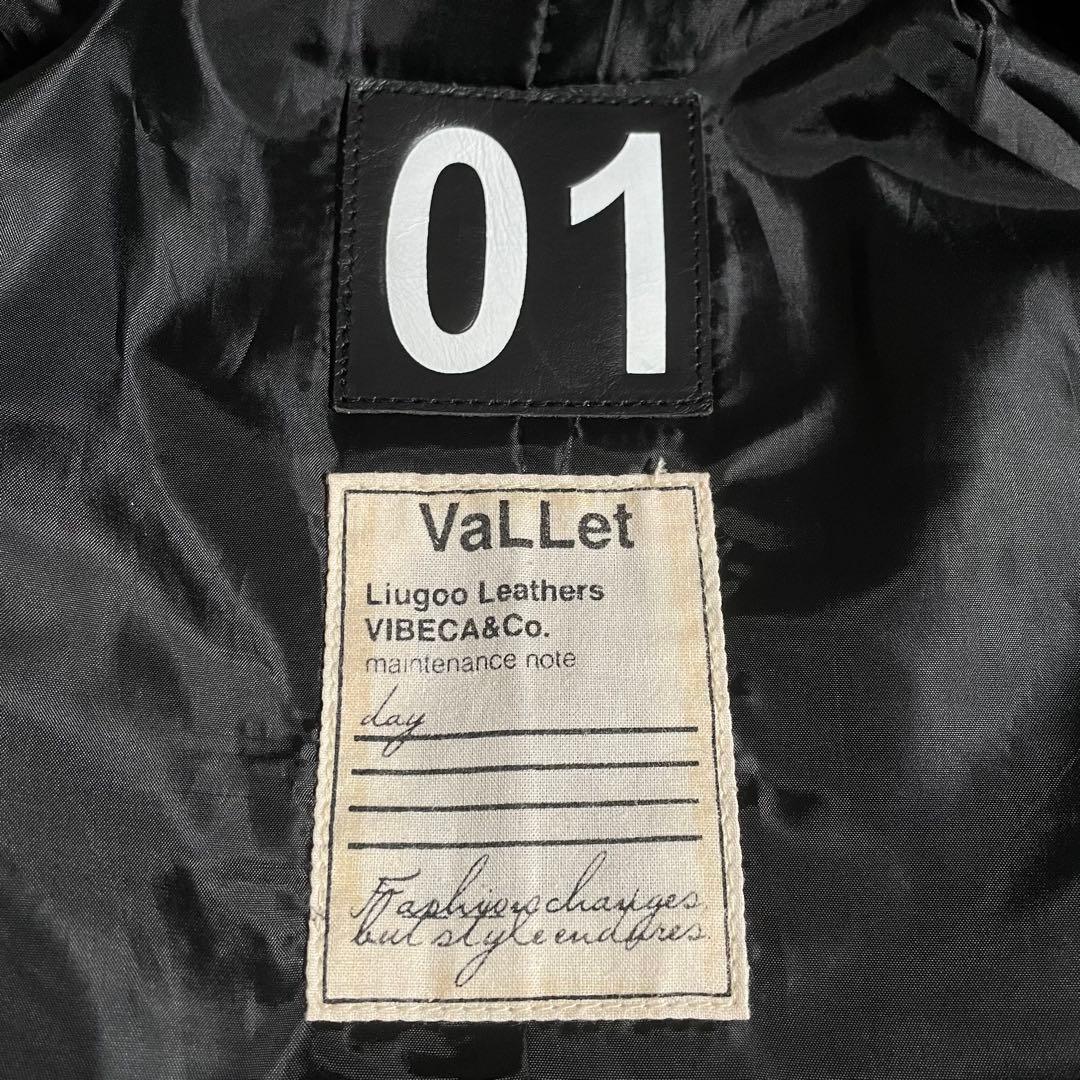 01
VaLLet
Liugoo Leathers
VIBECA&Co.
maintenance note
day
Fashion changes
but style endures.